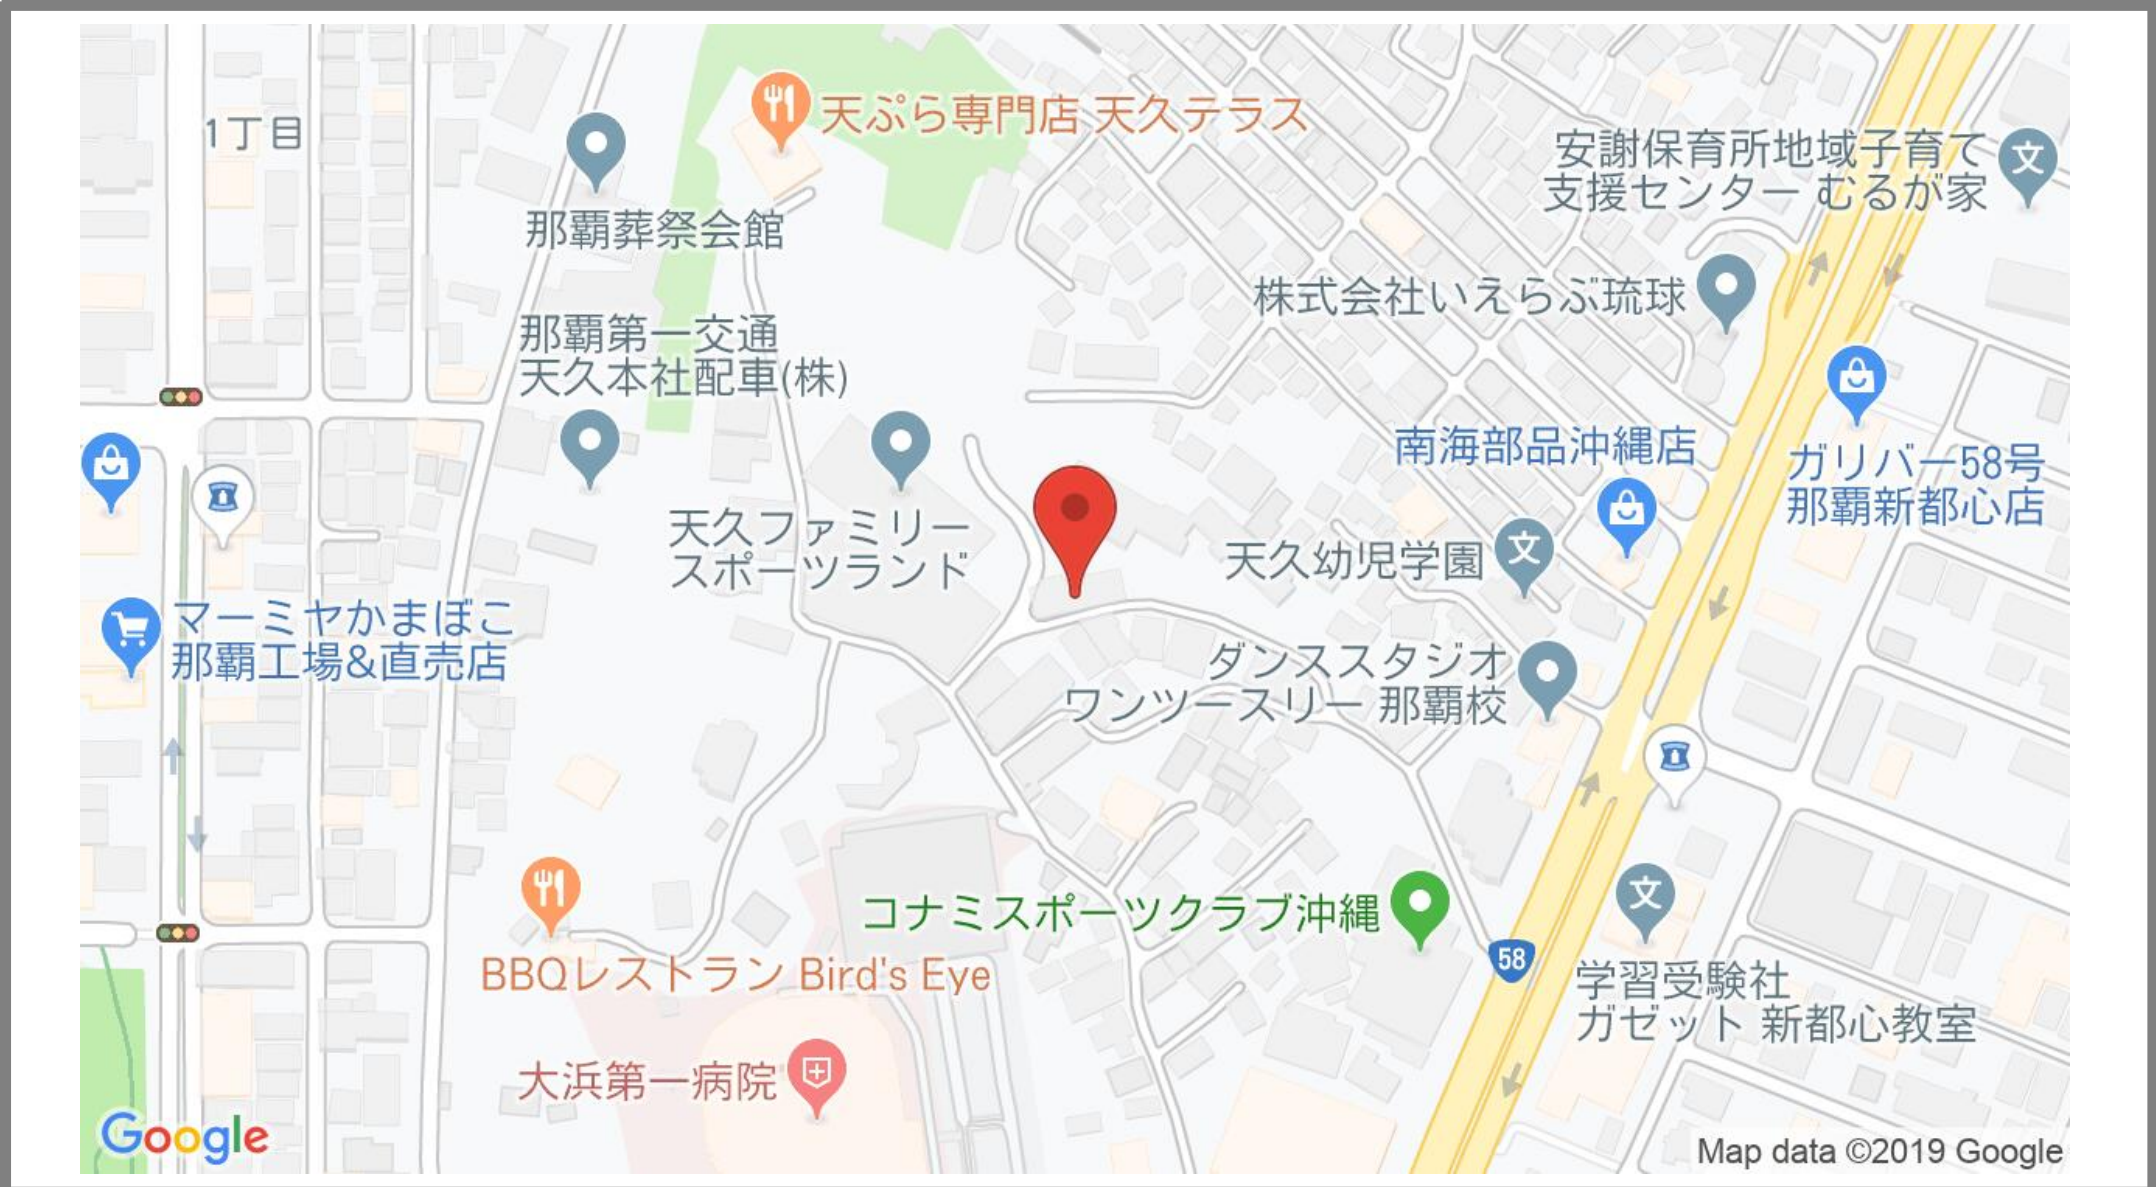 天ぷら専門店 天久テラス
1丁目
安謝保育所地域子育て
支援センター むるが家
文
那覇葬祭会館
株式会社いえらぶ琉球
那覇第一交通
天久本社配車(株)
南海部品沖縄店
ガリバー58号
那覇新都心店
天久ファミリー
スポーツランド
天久幼児学園
文
マーミヤかまぼこ
那覇工場&直売店
ダンススタジオ
ワンツースリー 那覇校
コナミスポーツクラブ沖縄
文
58
BBQレストラン Bird's Eye
学習受験社
ガゼット 新都心教室
大浜第一病院
Google
Map data ©2019 Google